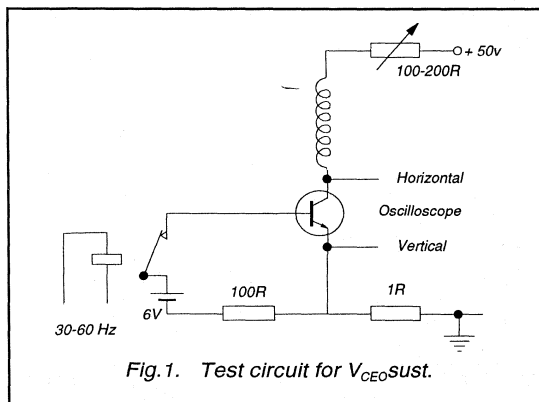 + 50v
100-200R
Horizontal
Oscilloscope
Vertical
100R
1R
6V
30-60 Hz
Fig.1. Test circuit for VCEOsust.